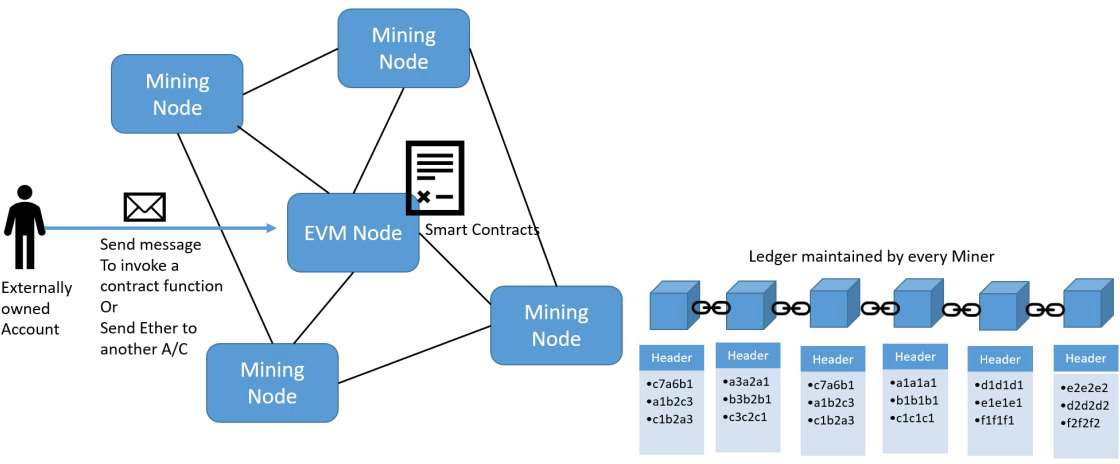 Mining
Node
Mining
Node
EVM Node
Smart Contracts
Externally
owned
Account
Send message
To invoke a
contract function
Or
Send Ether to
another A/C
Mining
Node
Mining
Node
Ledger maintained by every Miner
Header
•c7a6b1
•a1b2c3
•c1b2a3
Header
•a3a2a1
•b3b2b1
•c3c2c1
Header
•c7a6b1
•a1b2c3
•c1b2a3
Header
•a1a1a1
•b1b1b1
•c1c1c1
Header
•d1d1d1
•e1e1e1
•f1f1f1
Header
•e2e2e2
•d2d2d2
•f2f2f2